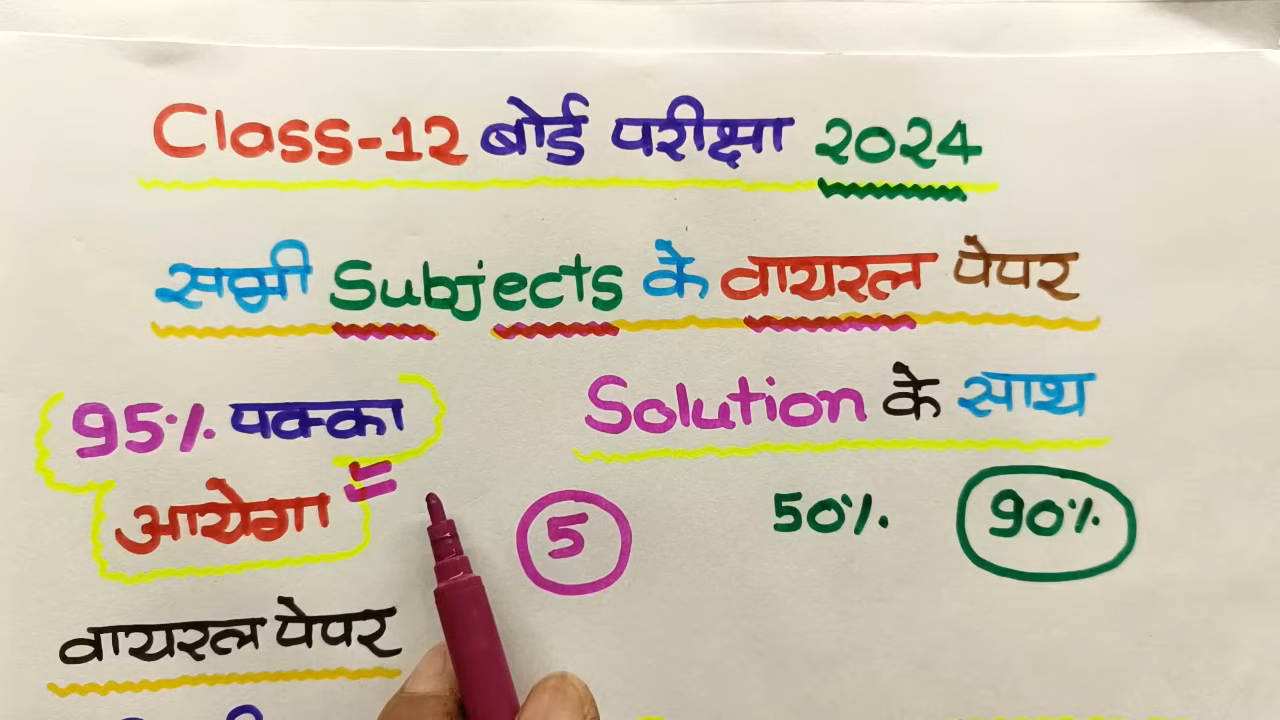 Class-12 बोर्ड परीक्षा 2024
सभी Subjects के वायरल पेपर
Solution के साथ
95% पक्का
आयेगा
5
50%
90%
वायरल पेपर